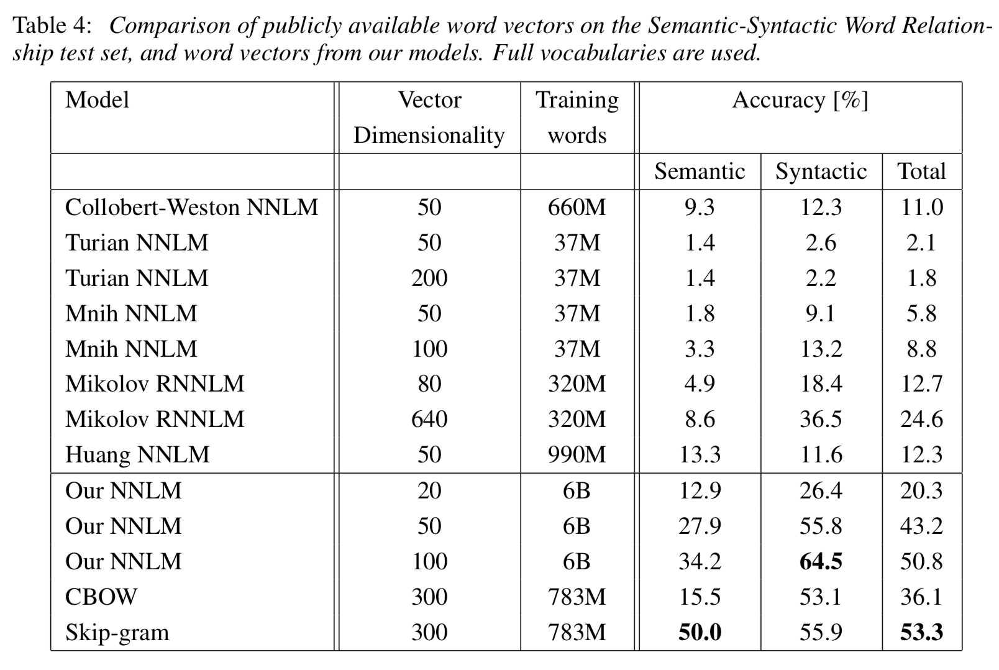 Table 4: Comparison of publicly available word vectors on the Semantic-Syntactic Word Relation-
ship test set, and word vectors from our models. Full vocabularies are used.
Model Vector Training Accuracy [%]
Dimensionality words
Semantic Syntactic Total
Collobert-Weston NNLM 50 660M 9.3 12.3 11.0
Turian NNLM 50 37M 1.4 2.6 2.1
Turian NNLM 200 37M 1.4 2.2 1.8
Mnih NNLM 50 37M 1.8 9.1 5.8
Mnih NNLM 100 37M 3.3 13.2 8.8
Mikolov RNNLM 80 320M 4.9 18.4 12.7
Mikolov RNNLM 640 320M 8.6 36.5 24.6
Huang NNLM 50 990M 13.3 11.6 12.3
Our NNLM 20 6B 12.9 26.4 20.3
Our NNLM 50 6B 27.9 55.8 43.2
Our NNLM 100 6B 34.2 64.5 50.8
CBOW 300 783M 15.5 53.1 36.1
Skip-gram 300 783M 50.0 55.9 53.3